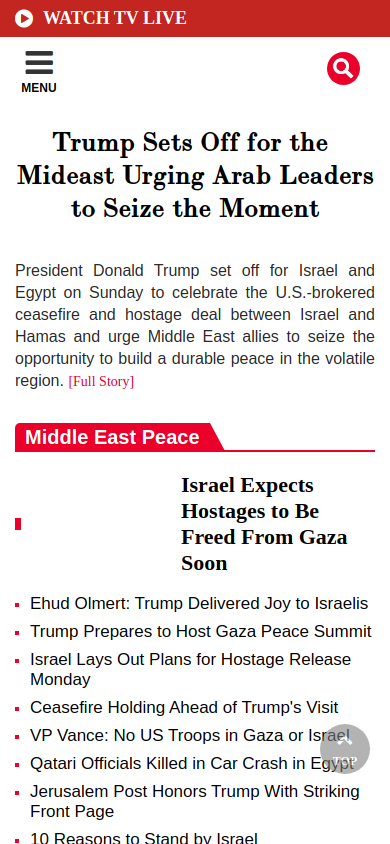 WATCH TV LIVE
MENU
Trump Sets Off for the
Mideast Urging Arab Leaders
to Seize the Moment
President Donald Trump set off for Israel and
Egypt on Sunday to celebrate the U.S.-brokered
ceasefire and hostage deal between Israel and
Hamas and urge Middle East allies to seize the
opportunity to build a durable peace in the volatile
region. [Full Story]
Middle East Peace
Israel Expects
Hostages to Be
Freed From Gaza
Soon
Ehud Olmert: Trump Delivered Joy to Israelis
Trump Prepares to Host Gaza Peace Summit
Israel Lays Out Plans for Hostage Release
Monday
Ceasefire Holding Ahead of Trump's Visit
VP Vance: No US Troops in Gaza or Israel
Qatari Officials Killed in Car Crash in Egypt
TOP
Jerusalem Post Honors Trump With Striking
Front Page
10 Reasons to Stand by Israel